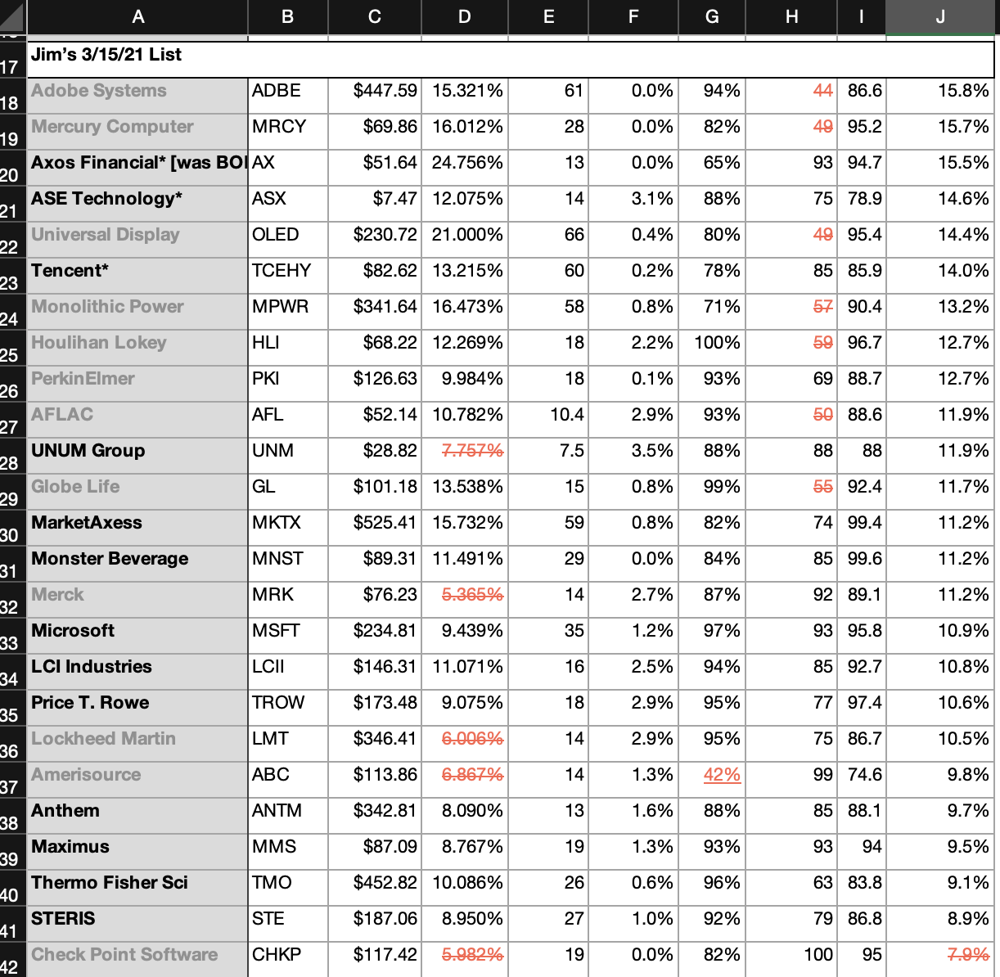 A B C D E F G H I J
17 Jim’s 3/15/21 List
18 Adobe Systems ADBE $447.59 15.321% 61 0.0% 94% 44 86.6 15.8%
19 Mercury Computer MRCY $69.86 16.012% 28 0.0% 82% 49 95.2 15.7%
20 Axos Financial* [was BOI AX $51.64 24.756% 13 0.0% 65% 93 94.7 15.5%
21 ASE Technology* ASX $7.47 12.075% 14 3.1% 88% 75 78.9 14.6%
22 Universal Display OLED $230.72 21.000% 66 0.4% 80% 49 95.4 14.4%
23 Tencent* TCEHY $82.62 13.215% 60 0.2% 78% 85 85.9 14.0%
24 Monolithic Power MPWR $341.64 16.473% 58 0.8% 71% 57 90.4 13.2%
25 Houlihan Lokey HLI $68.22 12.269% 18 2.2% 100% 59 96.7 12.7%
26 PerkinElmer PKI $126.63 9.984% 18 0.1% 93% 69 88.7 12.7%
27 AFLAC AFL $52.14 10.782% 10.4 2.9% 93% 50 88.6 11.9%
28 UNUM Group UNM $28.82 7.757% 7.5 3.5% 88% 88 88 11.9%
29 Globe Life GL $101.18 13.538% 15 0.8% 99% 55 92.4 11.7%
30 MarketAxess MKTX $525.41 15.732% 59 0.8% 82% 74 99.4 11.2%
31 Monster Beverage MNST $89.31 11.491% 29 0.0% 84% 85 99.6 11.2%
32 Merck MRK $76.23 5.365% 14 2.7% 87% 92 89.1 11.2%
33 Microsoft MSFT $234.81 9.439% 35 1.2% 97% 93 95.8 10.9%
34 LCI Industries LCII $146.31 11.071% 16 2.5% 94% 85 92.7 10.8%
35 Price T. Rowe TROW $173.48 9.075% 18 2.9% 95% 77 97.4 10.6%
36 Lockheed Martin LMT $346.41 6.006% 14 2.9% 95% 75 86.7 10.5%
37 Amerisource ABC $113.86 6.867% 14 1.3% 42% 99 74.6 9.8%
38 Anthem ANTM $342.81 8.090% 13 1.6% 88% 85 88.1 9.7%
39 Maximus MMS $87.09 8.767% 19 1.3% 93% 93 94 9.5%
40 Thermo Fisher Sci TMO $452.82 10.086% 26 0.6% 96% 63 83.8 9.1%
41 STERIS STE $187.06 8.950% 27 1.0% 92% 79 86.8 8.9%
42 Check Point Software CHKP $117.42 5.982% 19 0.0% 82% 100 95 7.9%